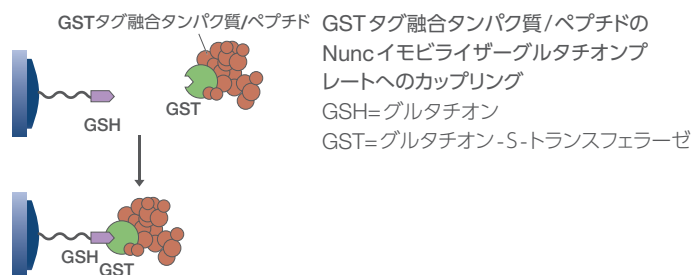 GSTタグ融合タンパク質/ペプチド
GSH
GST
GSH
GST
GSTタグ融合タンパク質/ペプチドの
Nuncイモビライザーグルタチオンプ
レートへのカップリング
GSH=グルタチオン
GST=グルタチオン-S-トランスフェラーゼ